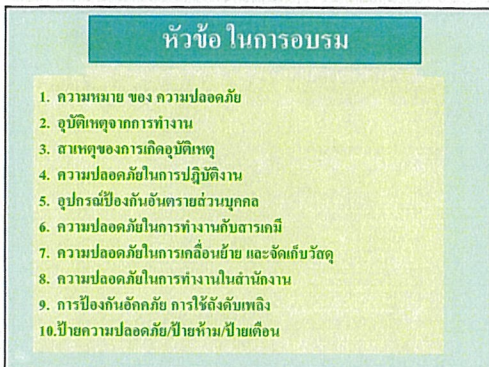 หัวข้อ ในการอบรม
1. ความหมาย ของ ความปลอดภัย
2. อุบัติเหตุจากการทำงาน
3. สาเหตุของการเกิดอุบัติเหตุ
4. ความปลอดภัยในการปฎิบัติงาน
5. อุปกรณ์ป้องกันอันตรายส่วนบุคคล
6. ความปลอดภัยในการทำงานกับสารเคมี
7. ความปลอดภัยในการเคลื่อนย้าย และจัดเก็บวัสดุ
8. ความปลอดภัยในการทำงานในสำนักงาน
9. การป้องกันอัคคภัย การใช้ถังดับเพลิง
10.ป้ายความปลอดภัย/ป้ายห้าม/ป้ายเตือน